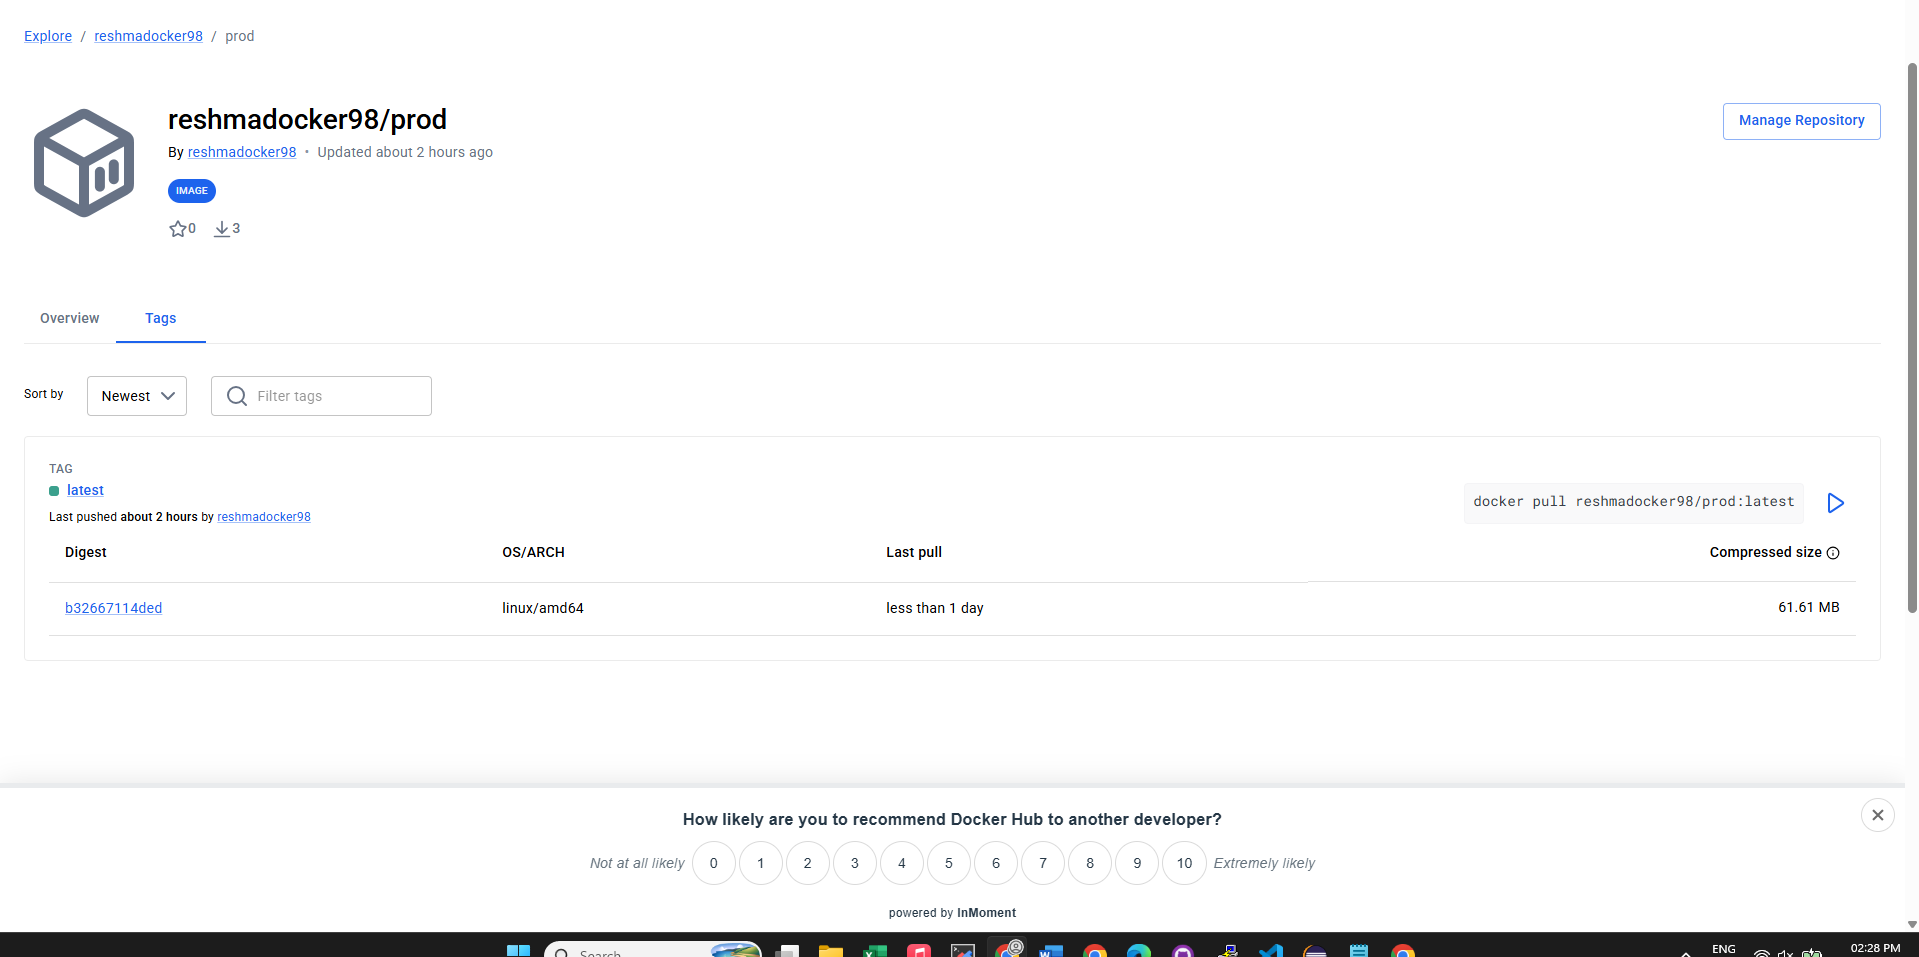 Explore / reshmadocker98 / prod
reshmadocker98/prod
Manage Repository
By reshmadocker98 • Updated about 2 hours ago
IMAGE
0 3
Overview Tags
Sort by Newest Filter tags
TAG
latest
docker pull reshmadocker98/prod:latest
Last pushed about 2 hours by reshmadocker98
Digest OS/ARCH Last pull Compressed size
b32667114ded linux/amd64 less than 1 day 61.61 MB
How likely are you to recommend Docker Hub to another developer?
Not at all likely 0 1 2 3 4 5 6 7 8 9 10 Extremely likely
powered by InMoment
Search ENG 02:28 PM